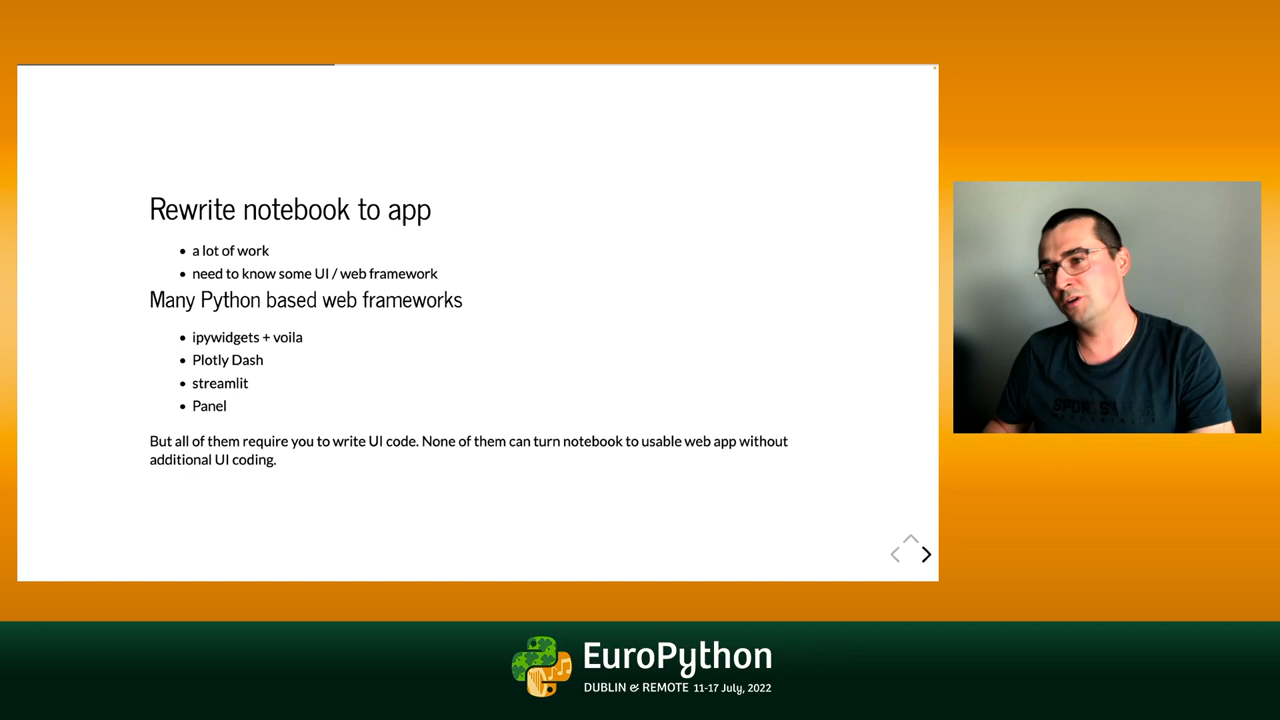 Rewrite notebook to app
a lot of work
need to know some UI / web framework
Many Python based web frameworks
ipywidgets + voila
Plotly Dash
streamlit
Panel
But all of them require you to write UI code. None of them can turn notebook to usable web app without
additional UI coding.
EuroPython
DUBLIN & REMOTE 11-17 July, 2022